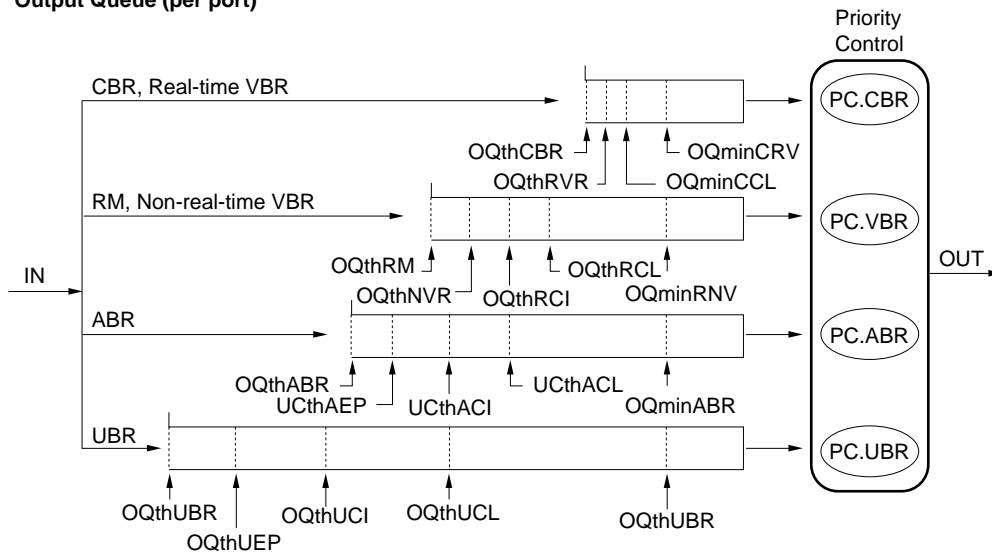 Output Queue (per port)
Priority
Control
CBR, Real-time VBR
PC.CBR
OQthCBR
OQminCRV
OQthRVR
OQminCCL
RM, Non-real-time VBR
PC.VBR
OQthRM
OQthRCL
OUT
IN
OQthNVR
OQthRCI
OQminRNV
ABR
PC.ABR
OQthABR
UCthACL
UCthAEP
UCthACI
OQminABR
UBR
PC.UBR
OQthUBR
OQthUCI
OQthUCL
OQthUBR
OQthUEP